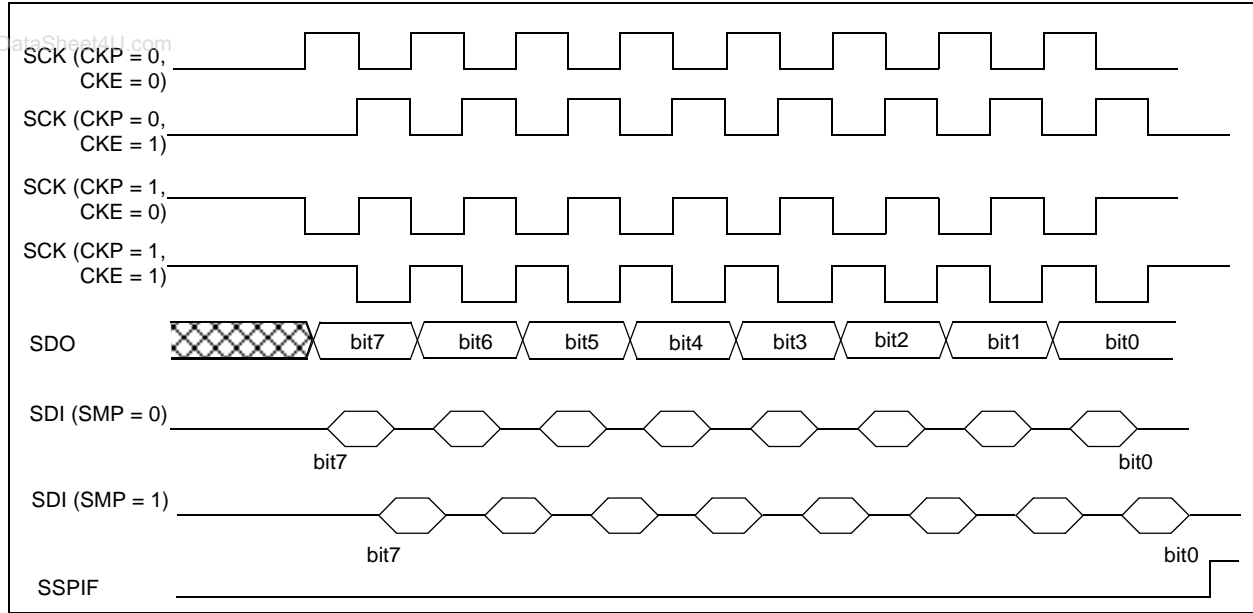 DataSheet4U.com
SCK (CKP = 0,
CKE = 0)
SCK (CKP = 0,
CKE = 1)
SCK (CKP = 1,
CKE = 0)
SCK (CKP = 1,
CKE = 1)
SDO bit7 bit6 bit5 bit4 bit3 bit2 bit1 bit0
SDI (SMP = 0)
bit7 bit0
SDI (SMP = 1)
bit7 bit0
SSPIF